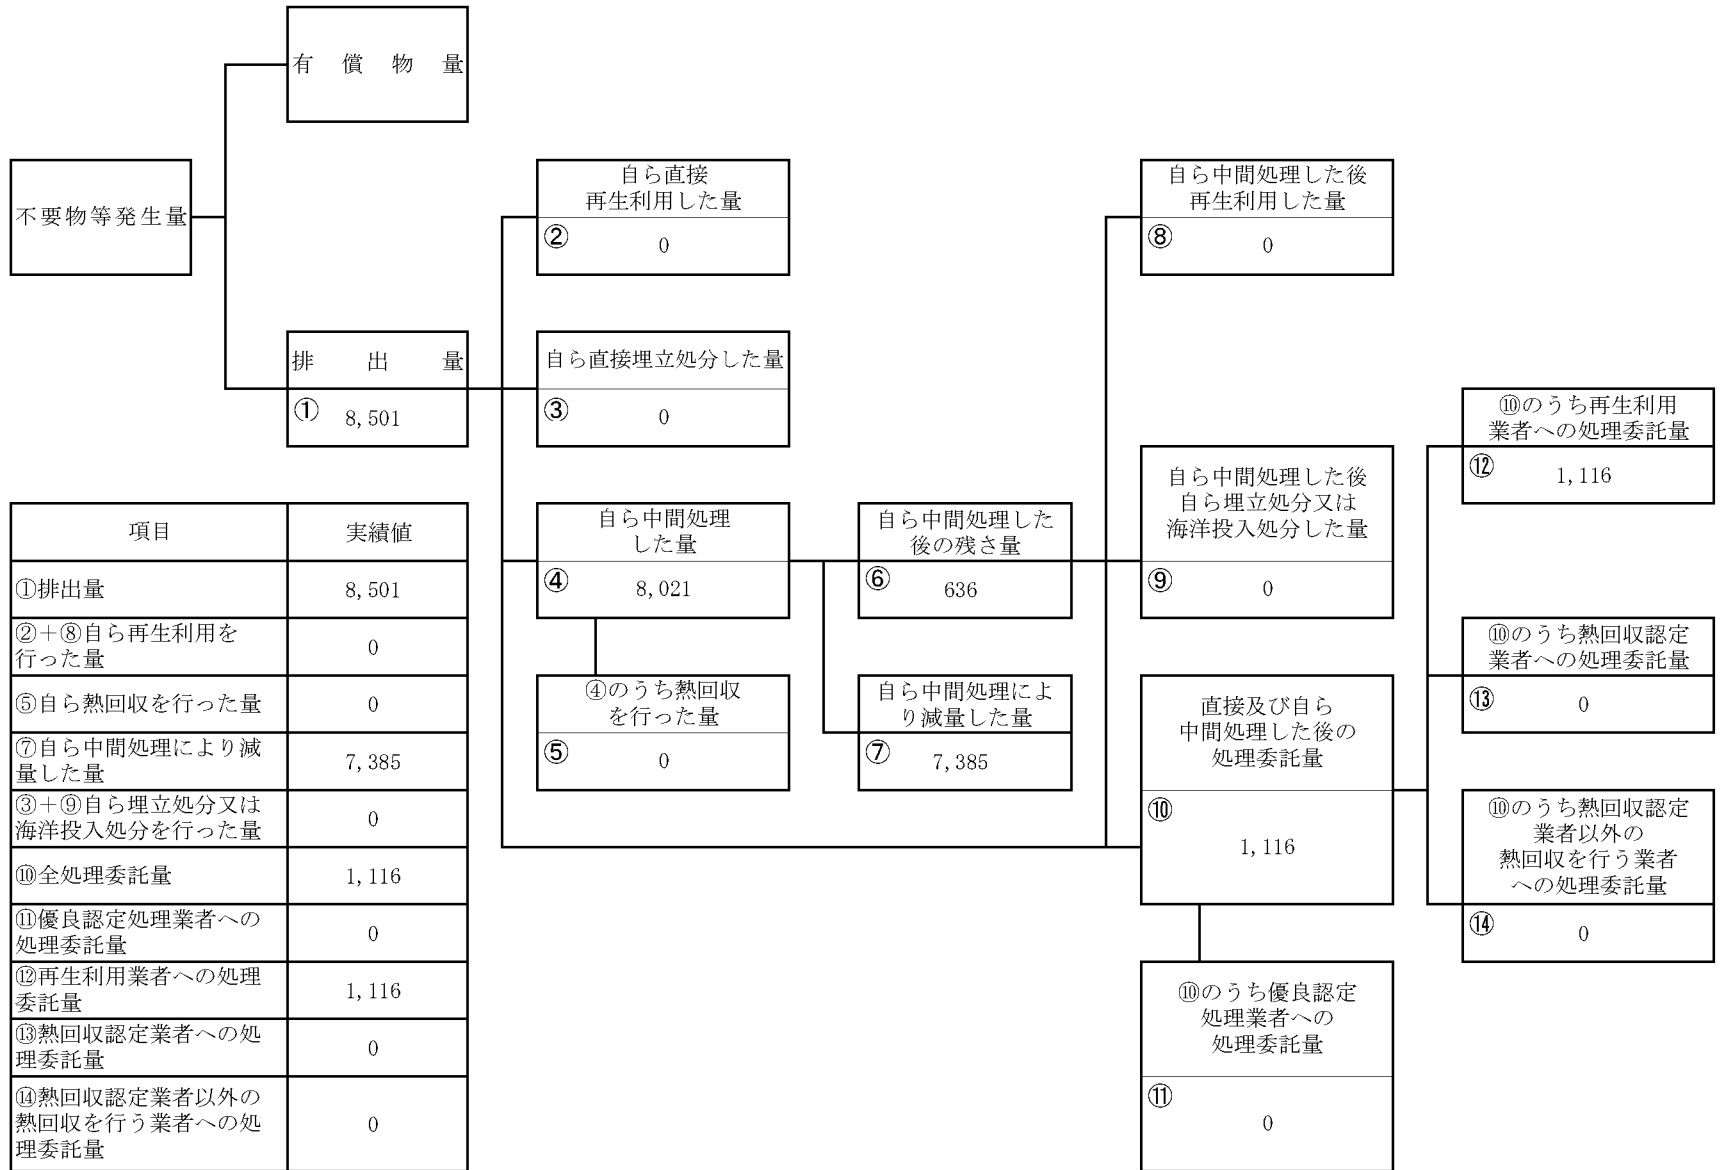 有償物量
不要物等発生量
自ら直接
再生利用した量
② 0
自ら中間処理した後
再生利用した量
⑧ 0
排出量
① 8,501
自ら直接埋立処分した量
③ 0
⑩のうち再生利用
業者への処理委託量
⑫ 1,116
自ら中間処理した後
自ら埋立処分又は
海洋投入処分した量
⑨ 0
自ら中間処理
した量
④ 8,021
自ら中間処理した
後の残さ量
⑥ 636
⑩のうち熱回収認定
業者への処理委託量
⑬ 0
④のうち熱回収
を行った量
⑤ 0
自ら中間処理によ
り減量した量
⑦ 7,385
直接及び自ら
中間処理した後の
処理委託量
⑩
1,116
⑩のうち熱回収認定
業者以外の
熱回収を行う業者
への処理委託量
⑭ 0
⑩のうち優良認定
処理業者への
処理委託量
⑪
0
項目 実績値
①排出量 8,501
②+⑧自ら再生利用を
行った量 0
⑤自ら熱回収を行った量 0
⑦自ら中間処理により減
量した量 7,385
③+⑨自ら埋立処分又は
海洋投入処分を行った量 0
⑩全処理委託量 1,116
⑪優良認定処理業者への
処理委託量 0
⑫再生利用業者への処理
委託量 1,116
⑬熱回収認定業者への処
理委託量 0
⑭熱回収認定業者以外の
熱回収を行う業者への処 0
理委託量